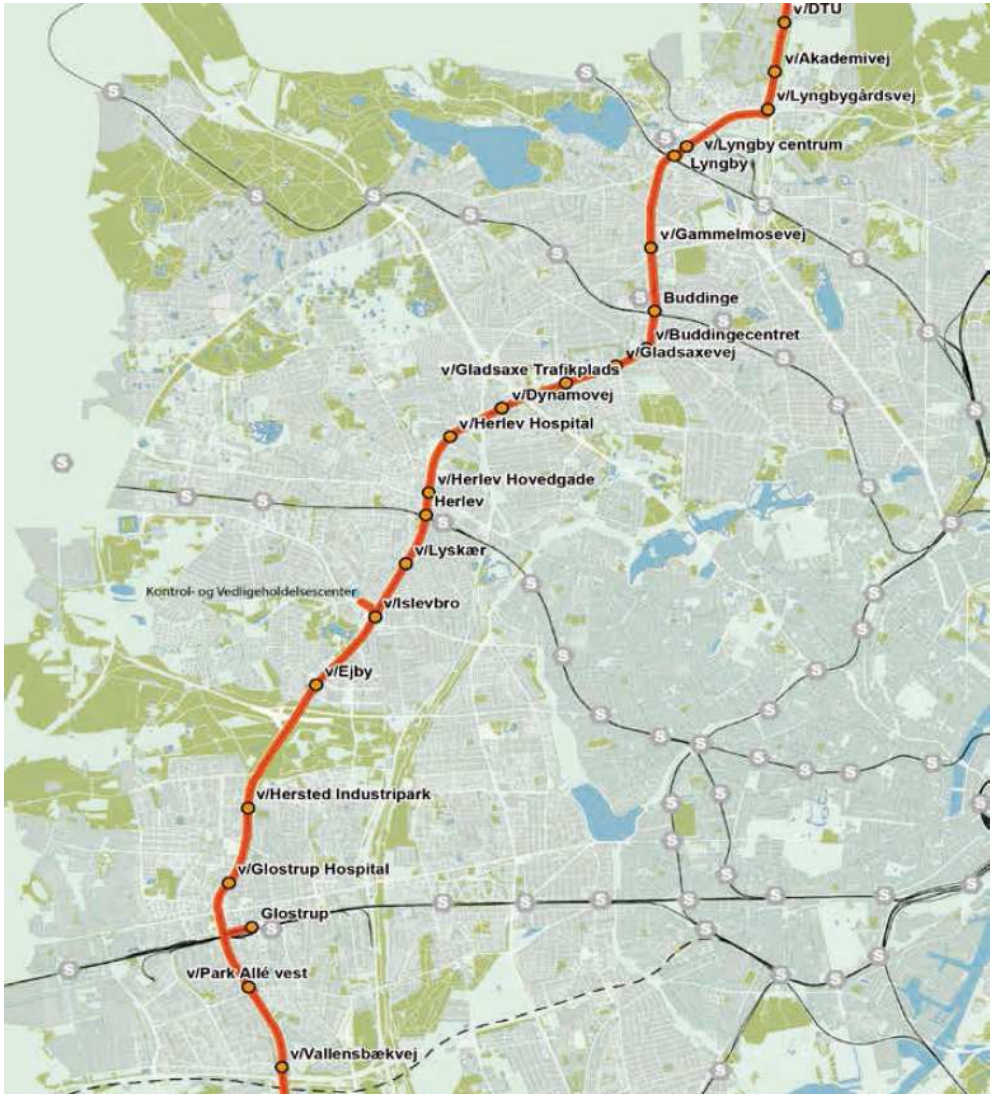 v/DTU
v/Akademivej
v/Lyngbygårdsvej
v/Lyngby centrum
Lyngby
v/Gammelmosevej
Buddinge
v/Buddingecentret
v/Gladsaxevej
v/Gladsaxe Trafikplads
v/Dynamovej
v/Herlev Hospital
v/Herlev Hovedgade
Herlev
v/Lyskær
Kontrol- og Vedligeholdelsescenter
v/Islevbro
v/Ejby
v/Hersted Industripark
v/Glostrup Hospital
Glostrup
v/Park Allé vest
v/Vallensbækvej